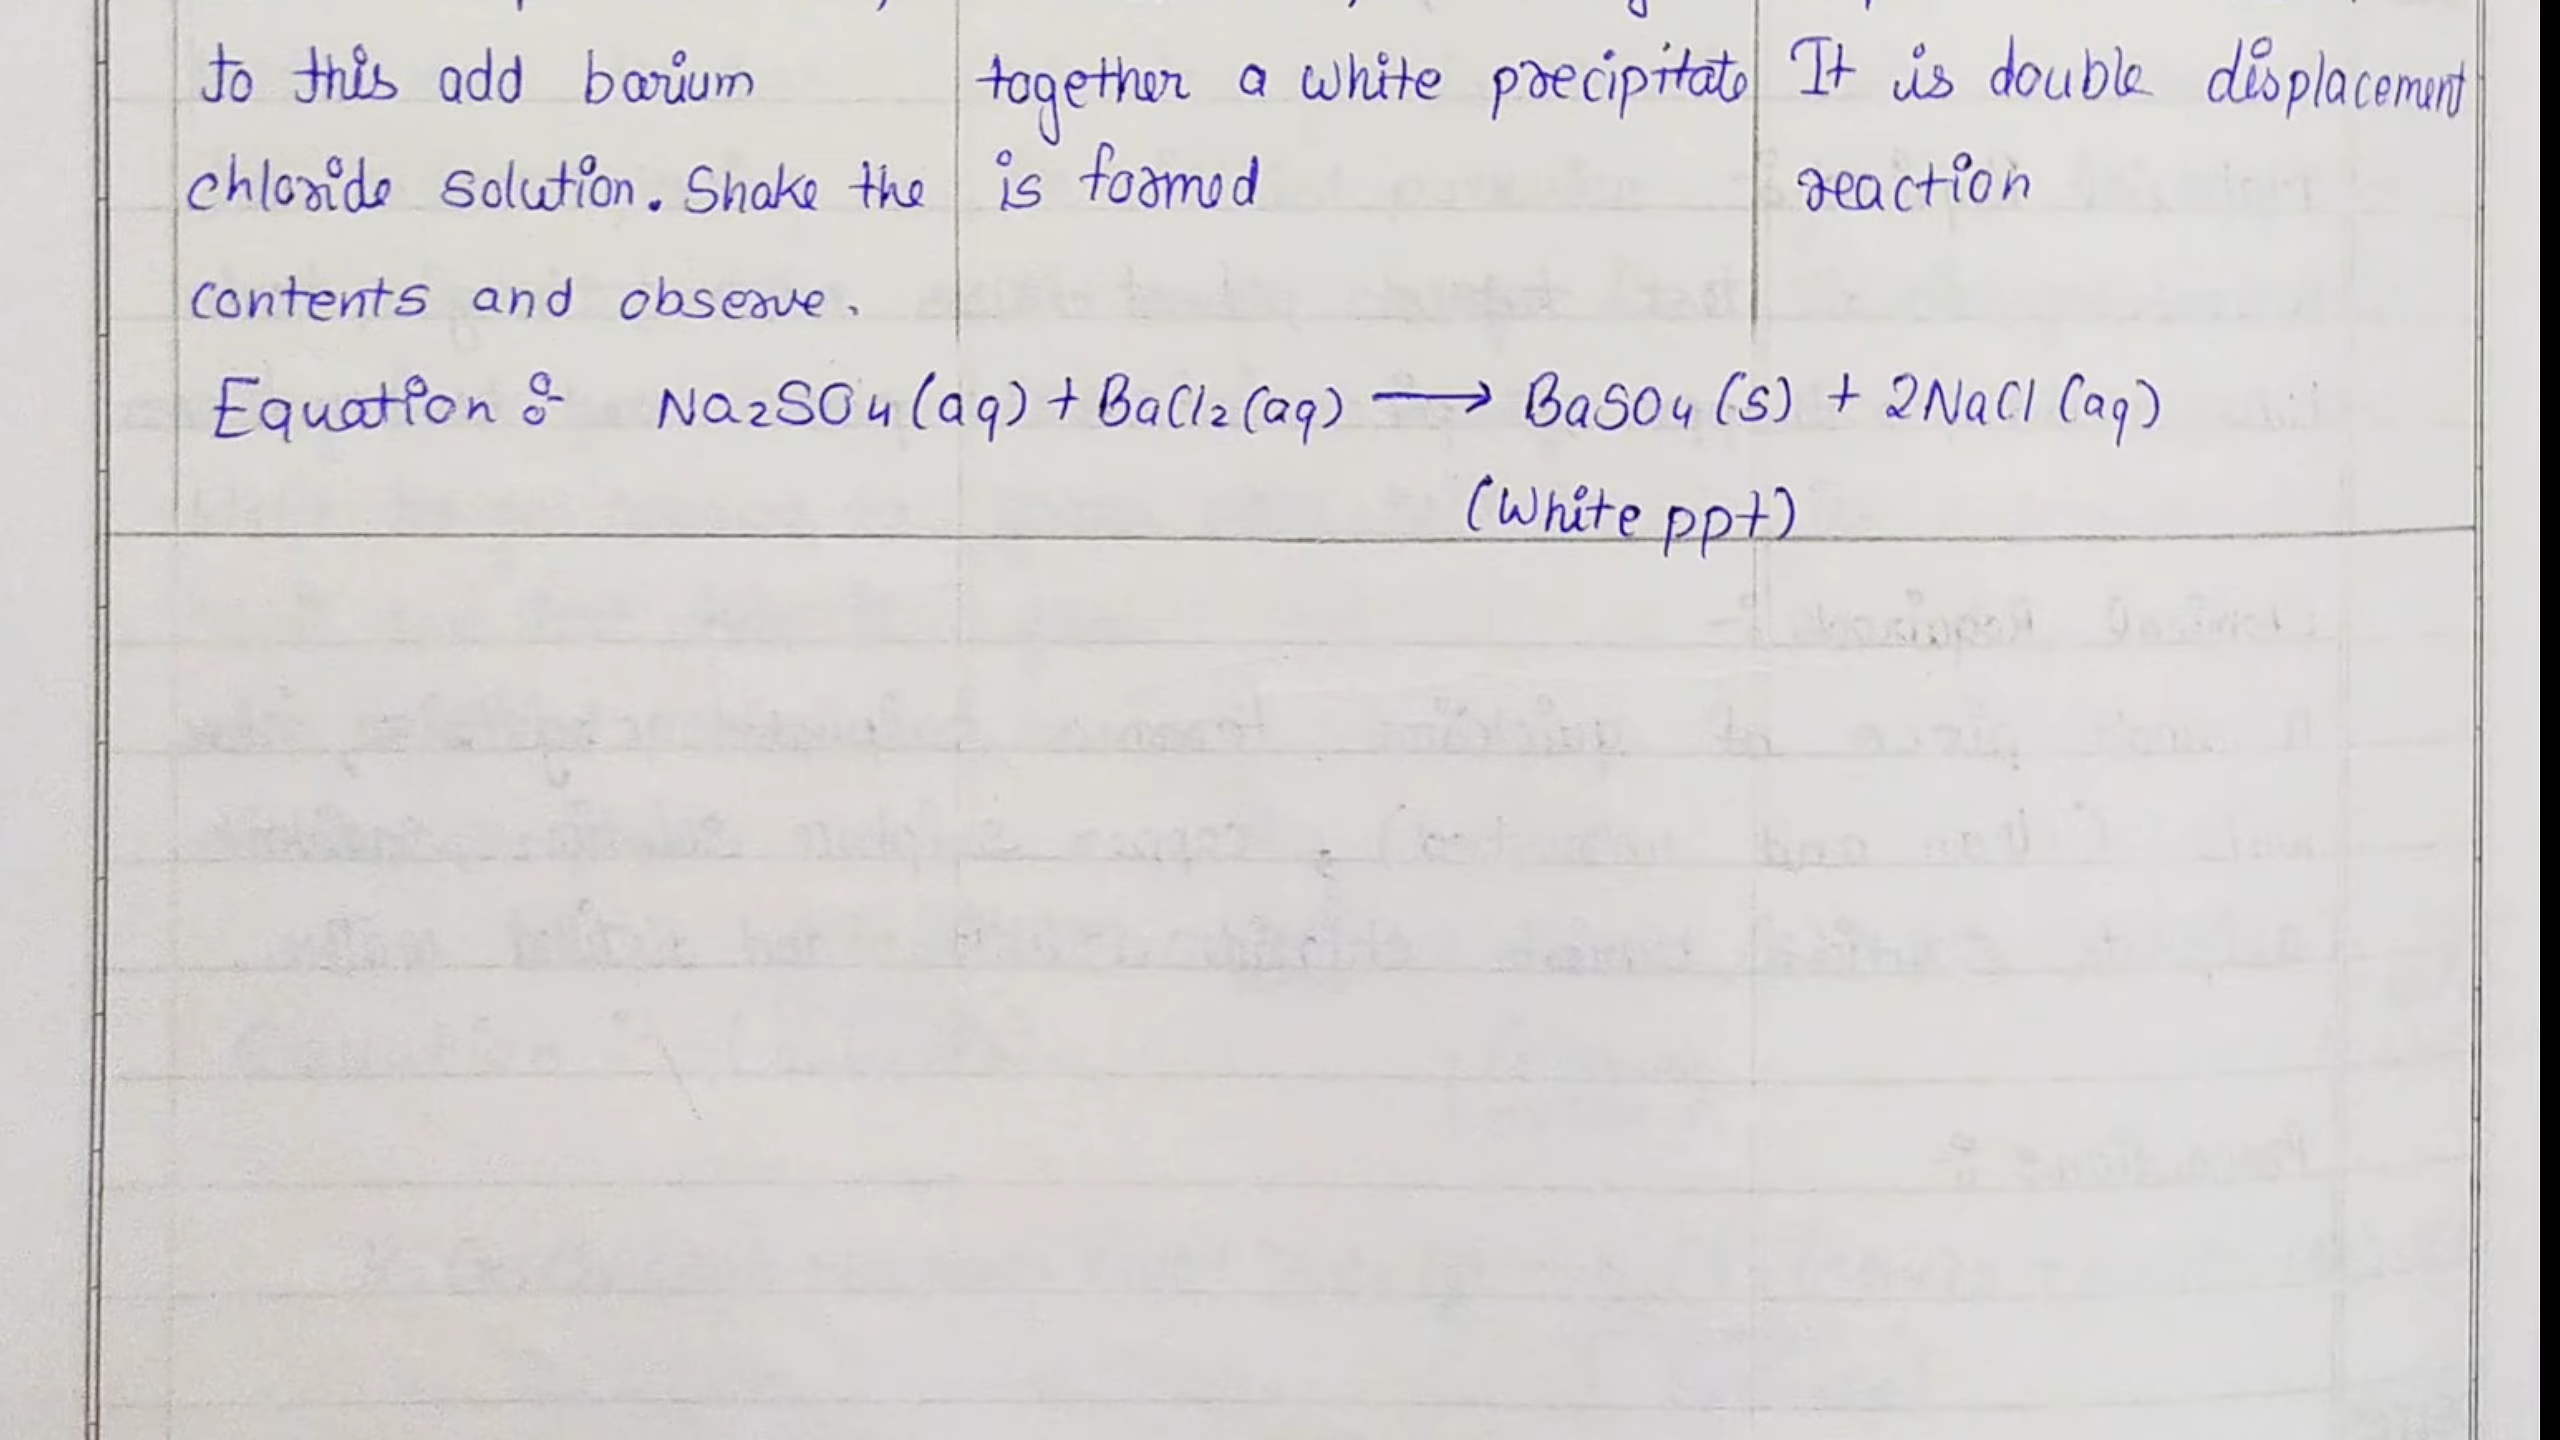 to this add barium
chloride solution. Shake the
contents and observe.
together a white precipitate
is formed
It is double displacement
reaction
Equation :- Na2SO4 (aq) + BaCl2 (aq) ⟶ BaSO4 (s) + 2NaCl (aq)
(White ppt)